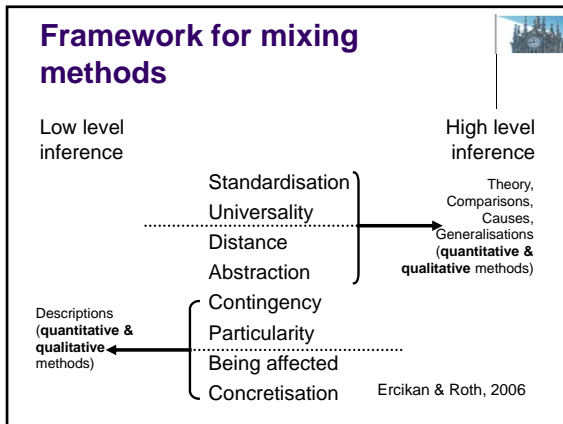 Framework for mixing
methods
Low level
inference
High level
inference
Standardisation
Universality
Distance
Abstraction
Theory,
Comparisons,
Causes,
Generalisations
(quantitative &
qualitative methods)
Contingency
Particularity
Being affected
Concretisation
Descriptions
(quantitative &
qualitative
methods)
Ercikan & Roth, 2006